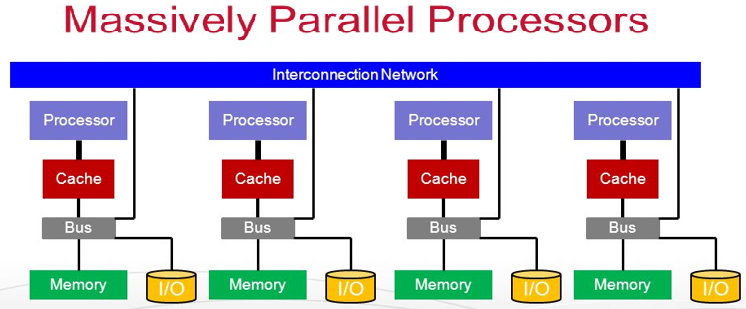 Massively Parallel Processors
Interconnection Network
Processor Processor Processor Processor
Cache Cache Cache Cache
Bus Bus Bus Bus
Memory I/O Memory I/O Memory I/O Memory I/O